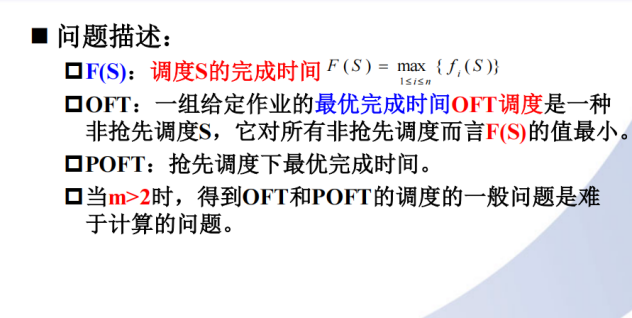 ■ 问题描述：
F(S)：调度S的完成时间 F(S) = max {f_i(S)}
1≤i≤n
OFT：一组给定作业的最优完成时间OFT调度是一种
非抢先调度S，它对所有非抢先调度而言F(S)的值最小。
POFT：抢先调度下最优完成时间。
当m>2时，得到OFT和POFT的调度的一般问题是难
于计算的问题。